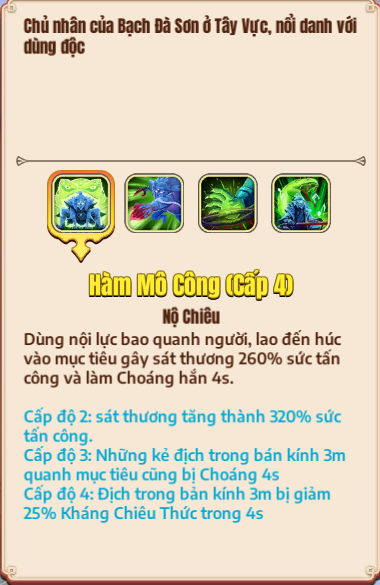 Chủ nhân của Bạch Đà Sơn ở Tây Vực, nổi danh với
dùng độc
Hàm Mô Công (Cấp 4)
Nộ Chiêu
Dùng nội lực bao quanh người, lao đến húc
vào mục tiêu gây sát thương 260% sức tấn
công và làm Choáng hắn 4s.
Cấp độ 2: sát thương tăng thành 320% sức
tấn công.
Cấp độ 3: Những kẻ địch trong bán kính 3m
quanh mục tiêu cũng bị Choáng 4s
Cấp độ 4: Địch trong bản kính 3m bị giảm
25% Kháng Chiêu Thức trong 4s